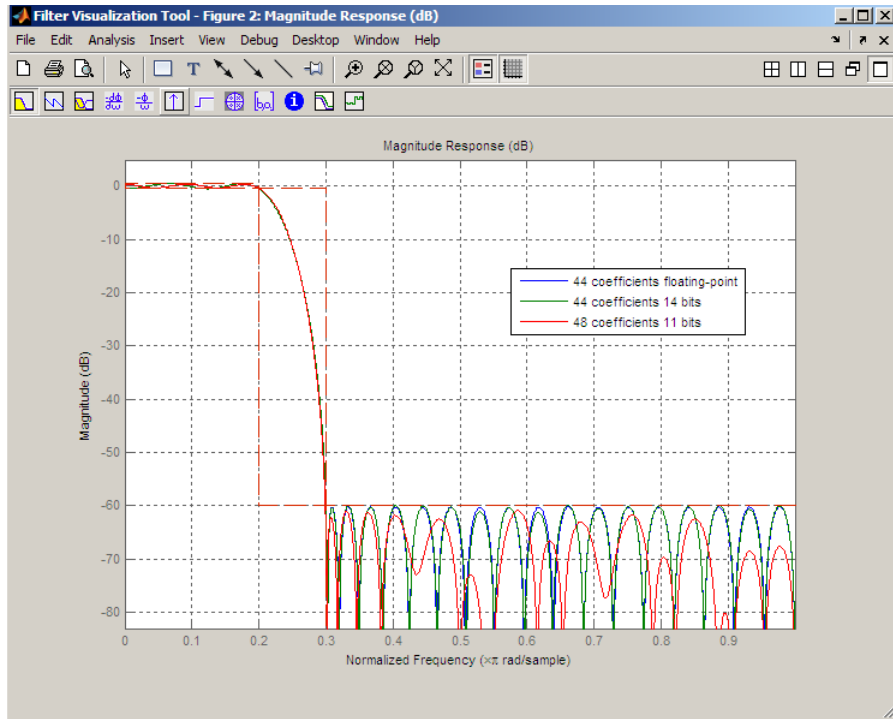 Filter Visualization Tool - Figure 2: Magnitude Response (dB)
File Edit Analysis Insert View Debug Desktop Window Help
Magnitude Response (dB)
0
-10
-20
-30
-40
-50
-60
-70
-80
Magnitude (dB)
44 coefficients floating-point
44 coefficients 14 bits
48 coefficients 11 bits
0 0.1 0.2 0.3 0.4 0.5 0.6 0.7 0.8 0.9
Normalized Frequency (×π rad/sample)